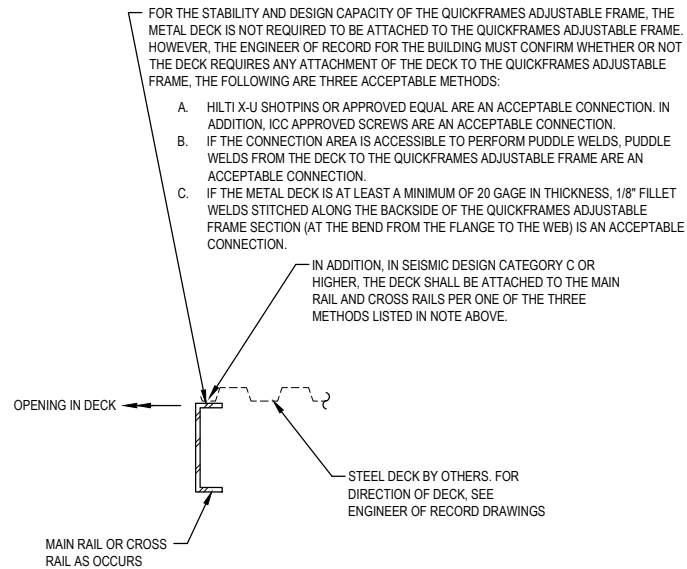 FOR THE STABILITY AND DESIGN CAPACITY OF THE QUICKFRAMES ADJUSTABLE FRAME, THE
METAL DECK IS NOT REQUIRED TO BE ATTACHED TO THE QUICKFRAMES ADJUSTABLE FRAME.
HOWEVER, THE ENGINEER OF RECORD FOR THE BUILDING MUST CONFIRM WHETHER OR NOT
THE DECK REQUIRES ANY ATTACHMENT OF THE DECK TO THE QUICKFRAMES ADJUSTABLE
FRAME, THE FOLLOWING ARE THREE ACCEPTABLE METHODS:
A. HILTI X-U SHOTPINS OR APPROVED EQUAL ARE AN ACCEPTABLE CONNECTION. IN
ADDITION, ICC APPROVED SCREWS ARE AN ACCEPTABLE CONNECTION.
B. IF THE CONNECTION AREA IS ACCESSIBLE TO PERFORM PUDDLE WELDS, PUDDLE
WELDS FROM THE DECK TO THE QUICKFRAMES ADJUSTABLE FRAME ARE AN
ACCEPTABLE CONNECTION.
C. IF THE METAL DECK IS AT LEAST A MINIMUM OF 20 GAGE IN THICKNESS, 1/8" FILLET
WELDS STITCHED ALONG THE BACKSIDE OF THE QUICKFRAMES ADJUSTABLE
FRAME SECTION (AT THE BEND FROM THE FLANGE TO THE WEB) IS AN ACCEPTABLE
CONNECTION.
IN ADDITION, IN SEISMIC DESIGN CATEGORY C OR
HIGHER, THE DECK SHALL BE ATTACHED TO THE MAIN
RAIL AND CROSS RAILS PER ONE OF THE THREE
METHODS LISTED IN NOTE ABOVE.
OPENING IN DECK
STEEL DECK BY OTHERS. FOR
DIRECTION OF DECK, SEE
ENGINEER OF RECORD DRAWINGS
MAIN RAIL OR CROSS
RAIL AS OCCURS